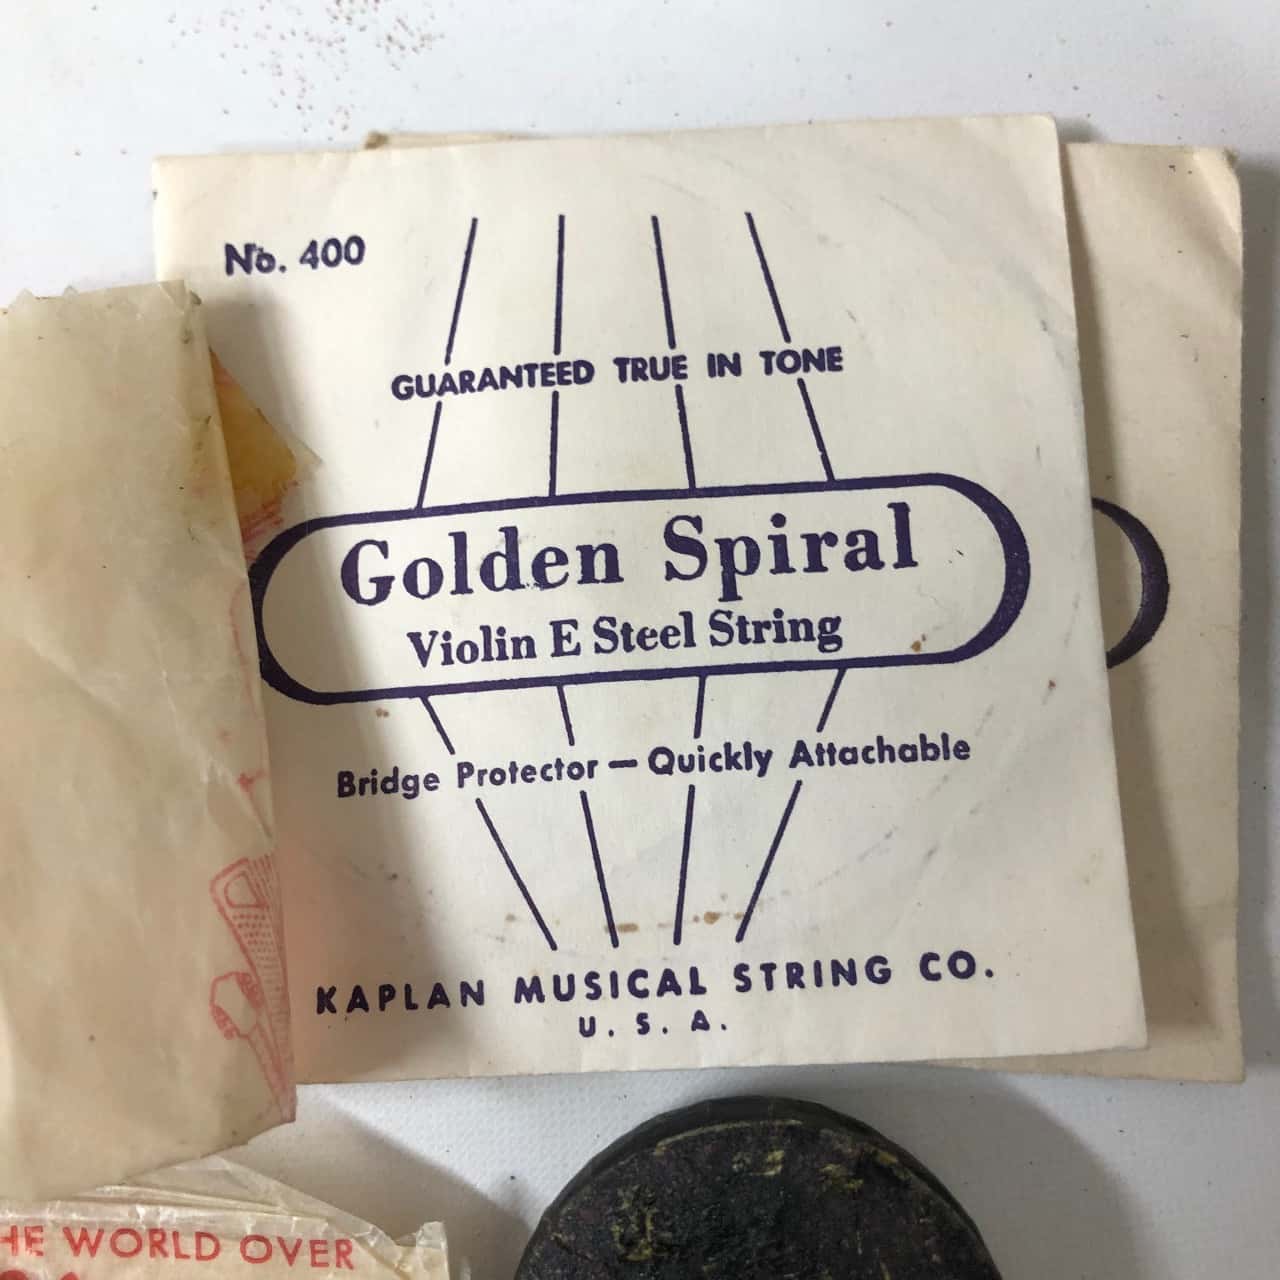 No. 400
GUARANTEED TRUE IN TONE
Golden Spiral
Violin E Steel String
Bridge Protector — Quickly Attachable
KAPLAN MUSICAL STRING CO.
U. S. A.
HE WORLD OVER